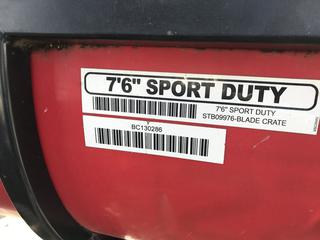 7'6" SPORT DUTY
7'6" SPORT DUTY
STB09976-BLADE CRATE
BC130286